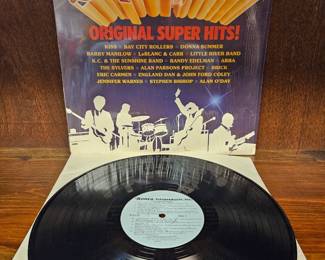 ORIGINAL SUPER HITS!
KISS • BAY CITY ROLLERS • DONNA SUMMER
BARRY MANILOW • LeBLANC & CARR • LITTLE RIVER BAND
K.C. & THE SUNSHINE BAND • RANDY EDELMAN • ABBA
THE SYLVERS • ALAN PARSONS PROJECT • BRICK
ERIC CARMEN • ENGLAND DAN & JOHN FORD COLEY
JENNIFER WARNES • STEPHEN BISHOP • ALAN O'DAY